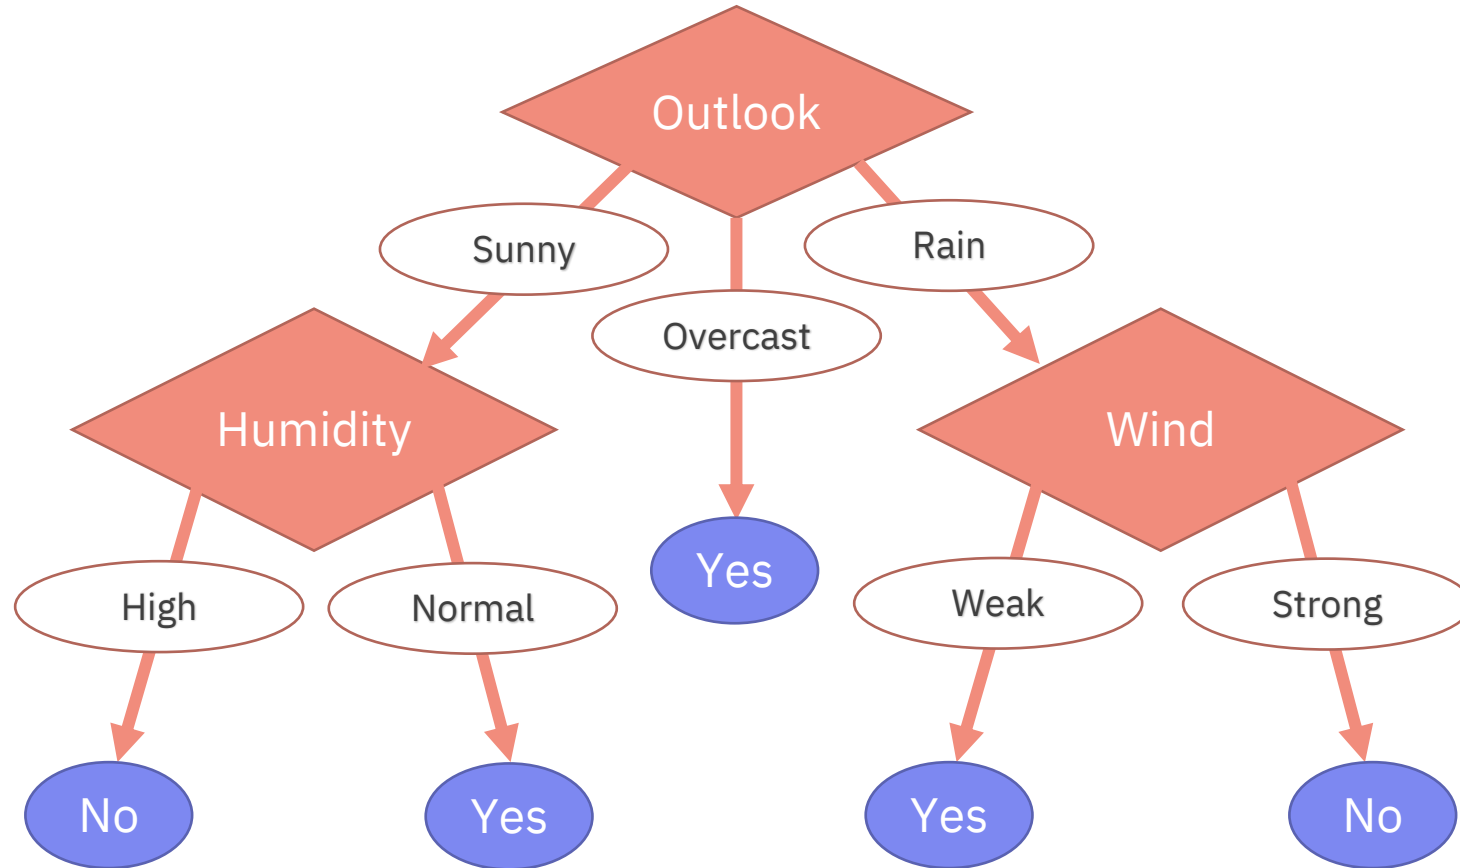 Outlook
Sunny
Rain
Overcast
Humidity
Wind
Yes
High
Normal
Weak
Strong
No
Yes
Yes
No